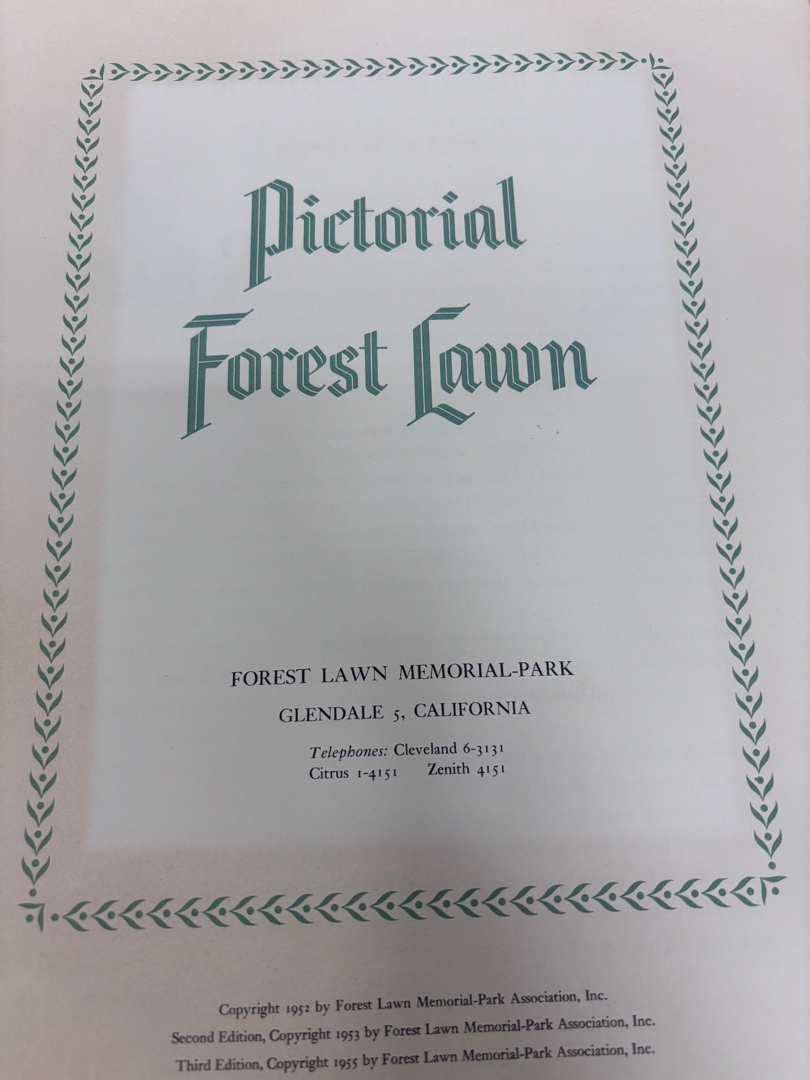 Pictorial
Forest Lawn
FOREST LAWN MEMORIAL-PARK
GLENDALE 5, CALIFORNIA
Telephones: Cleveland 6-3131
Citrus 1-4151 Zenith 4151
Copyright 1952 by Forest Lawn Memorial-Park Association, Inc.
Second Edition, Copyright 1953 by Forest Lawn Memorial-Park Association, Inc.
Third Edition, Copyright 1955 by Forest Lawn Memorial-Park Association, Inc.